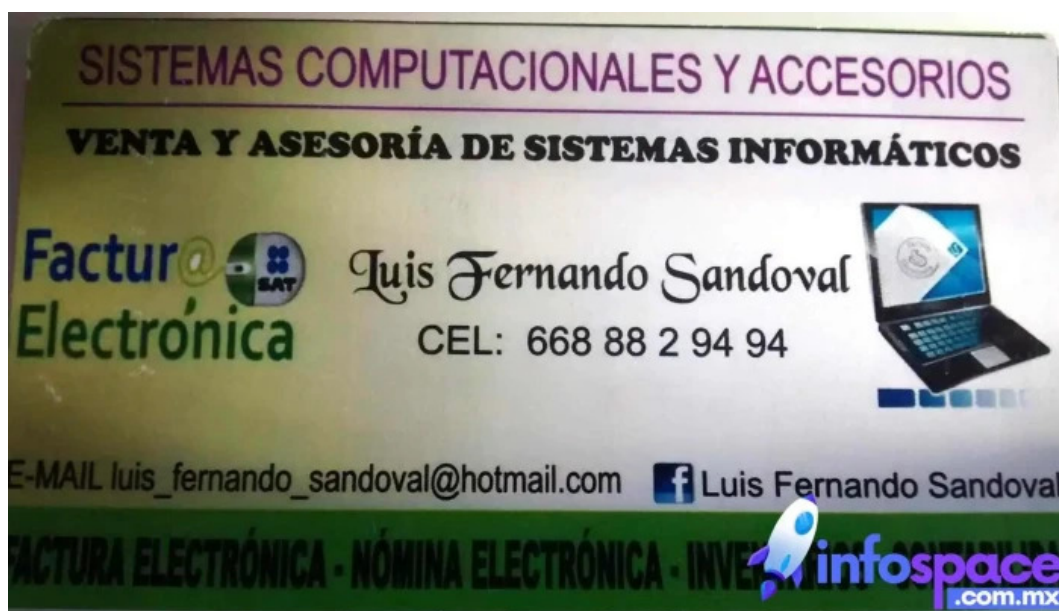 SISTEMAS COMPUTACIONALES Y ACCESORIOS
VENTA Y ASESORÍA DE SISTEMAS INFORMÁTICOS
Factur@
SAT
Electrónica
Luis Fernando Sandoval
CEL: 668 88 2 94 94
E-MAIL luis_fernando_sandoval@hotmail.com f Luis Fernando Sandoval
FACTURA ELECTRÓNICA - NÓMINA ELECTRÓNICA -
infospace
.com.mx